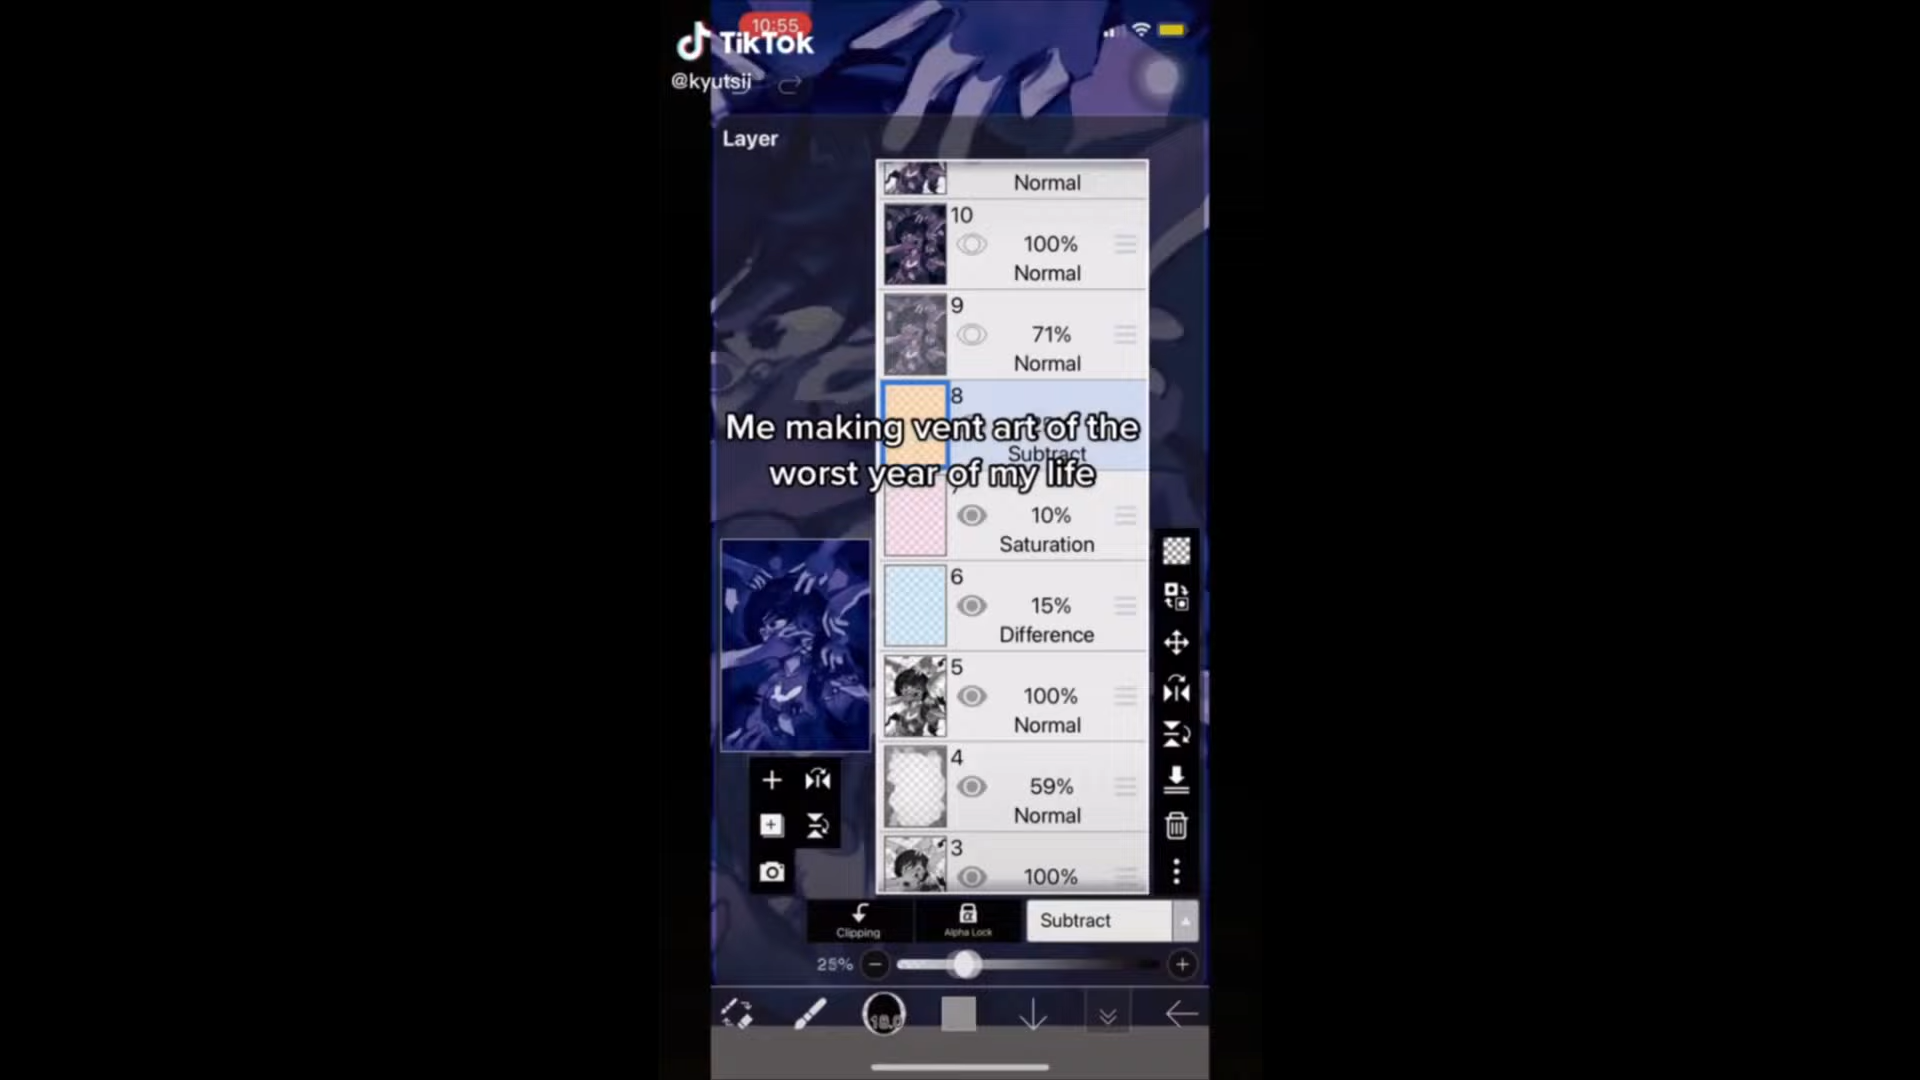 10:55
TikTok
@kyutsii
Layer
Normal
10
100%
Normal
9
71%
Normal
8
Me making vent art of the
Subtract
worst year of my life
10%
Saturation
6
15%
Difference
5
100%
Normal
4
59%
Normal
3
100%
Clipping
Alpha Lock
Subtract
25%
18.0